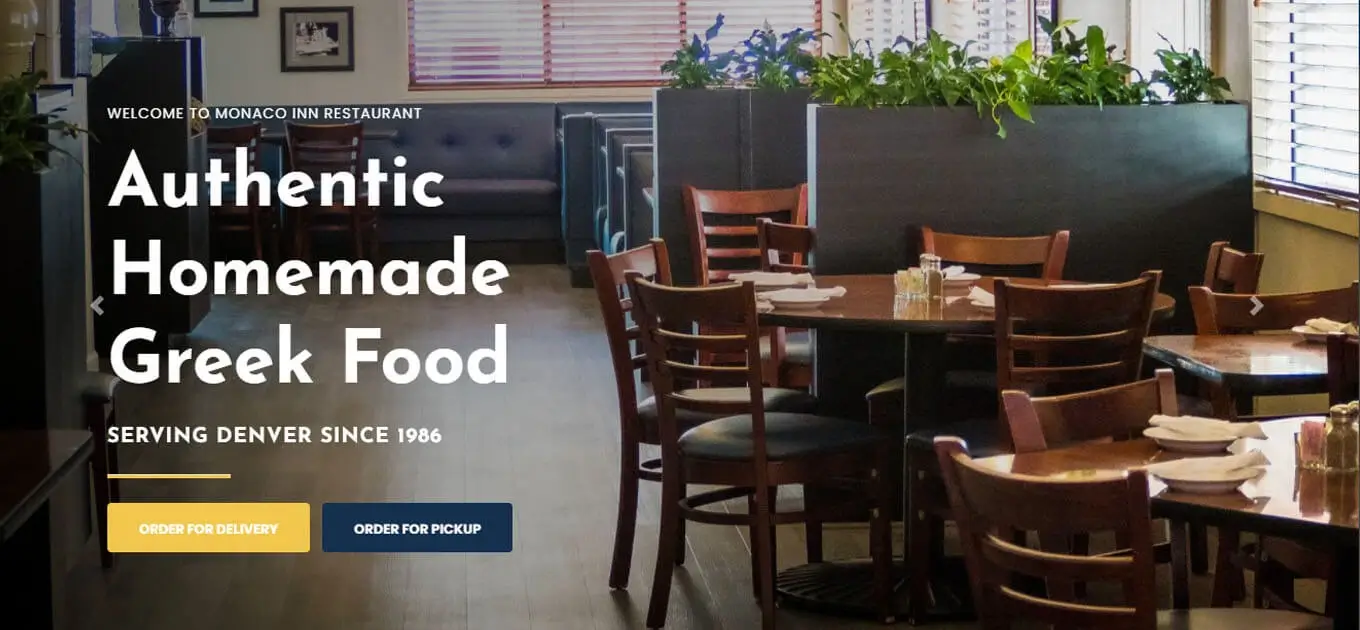 WELCOME TO MONACO INN RESTAURANT
Authentic
Homemade
Greek Food
SERVING DENVER SINCE 1986
ORDER FOR DELIVERY
ORDER FOR PICKUP